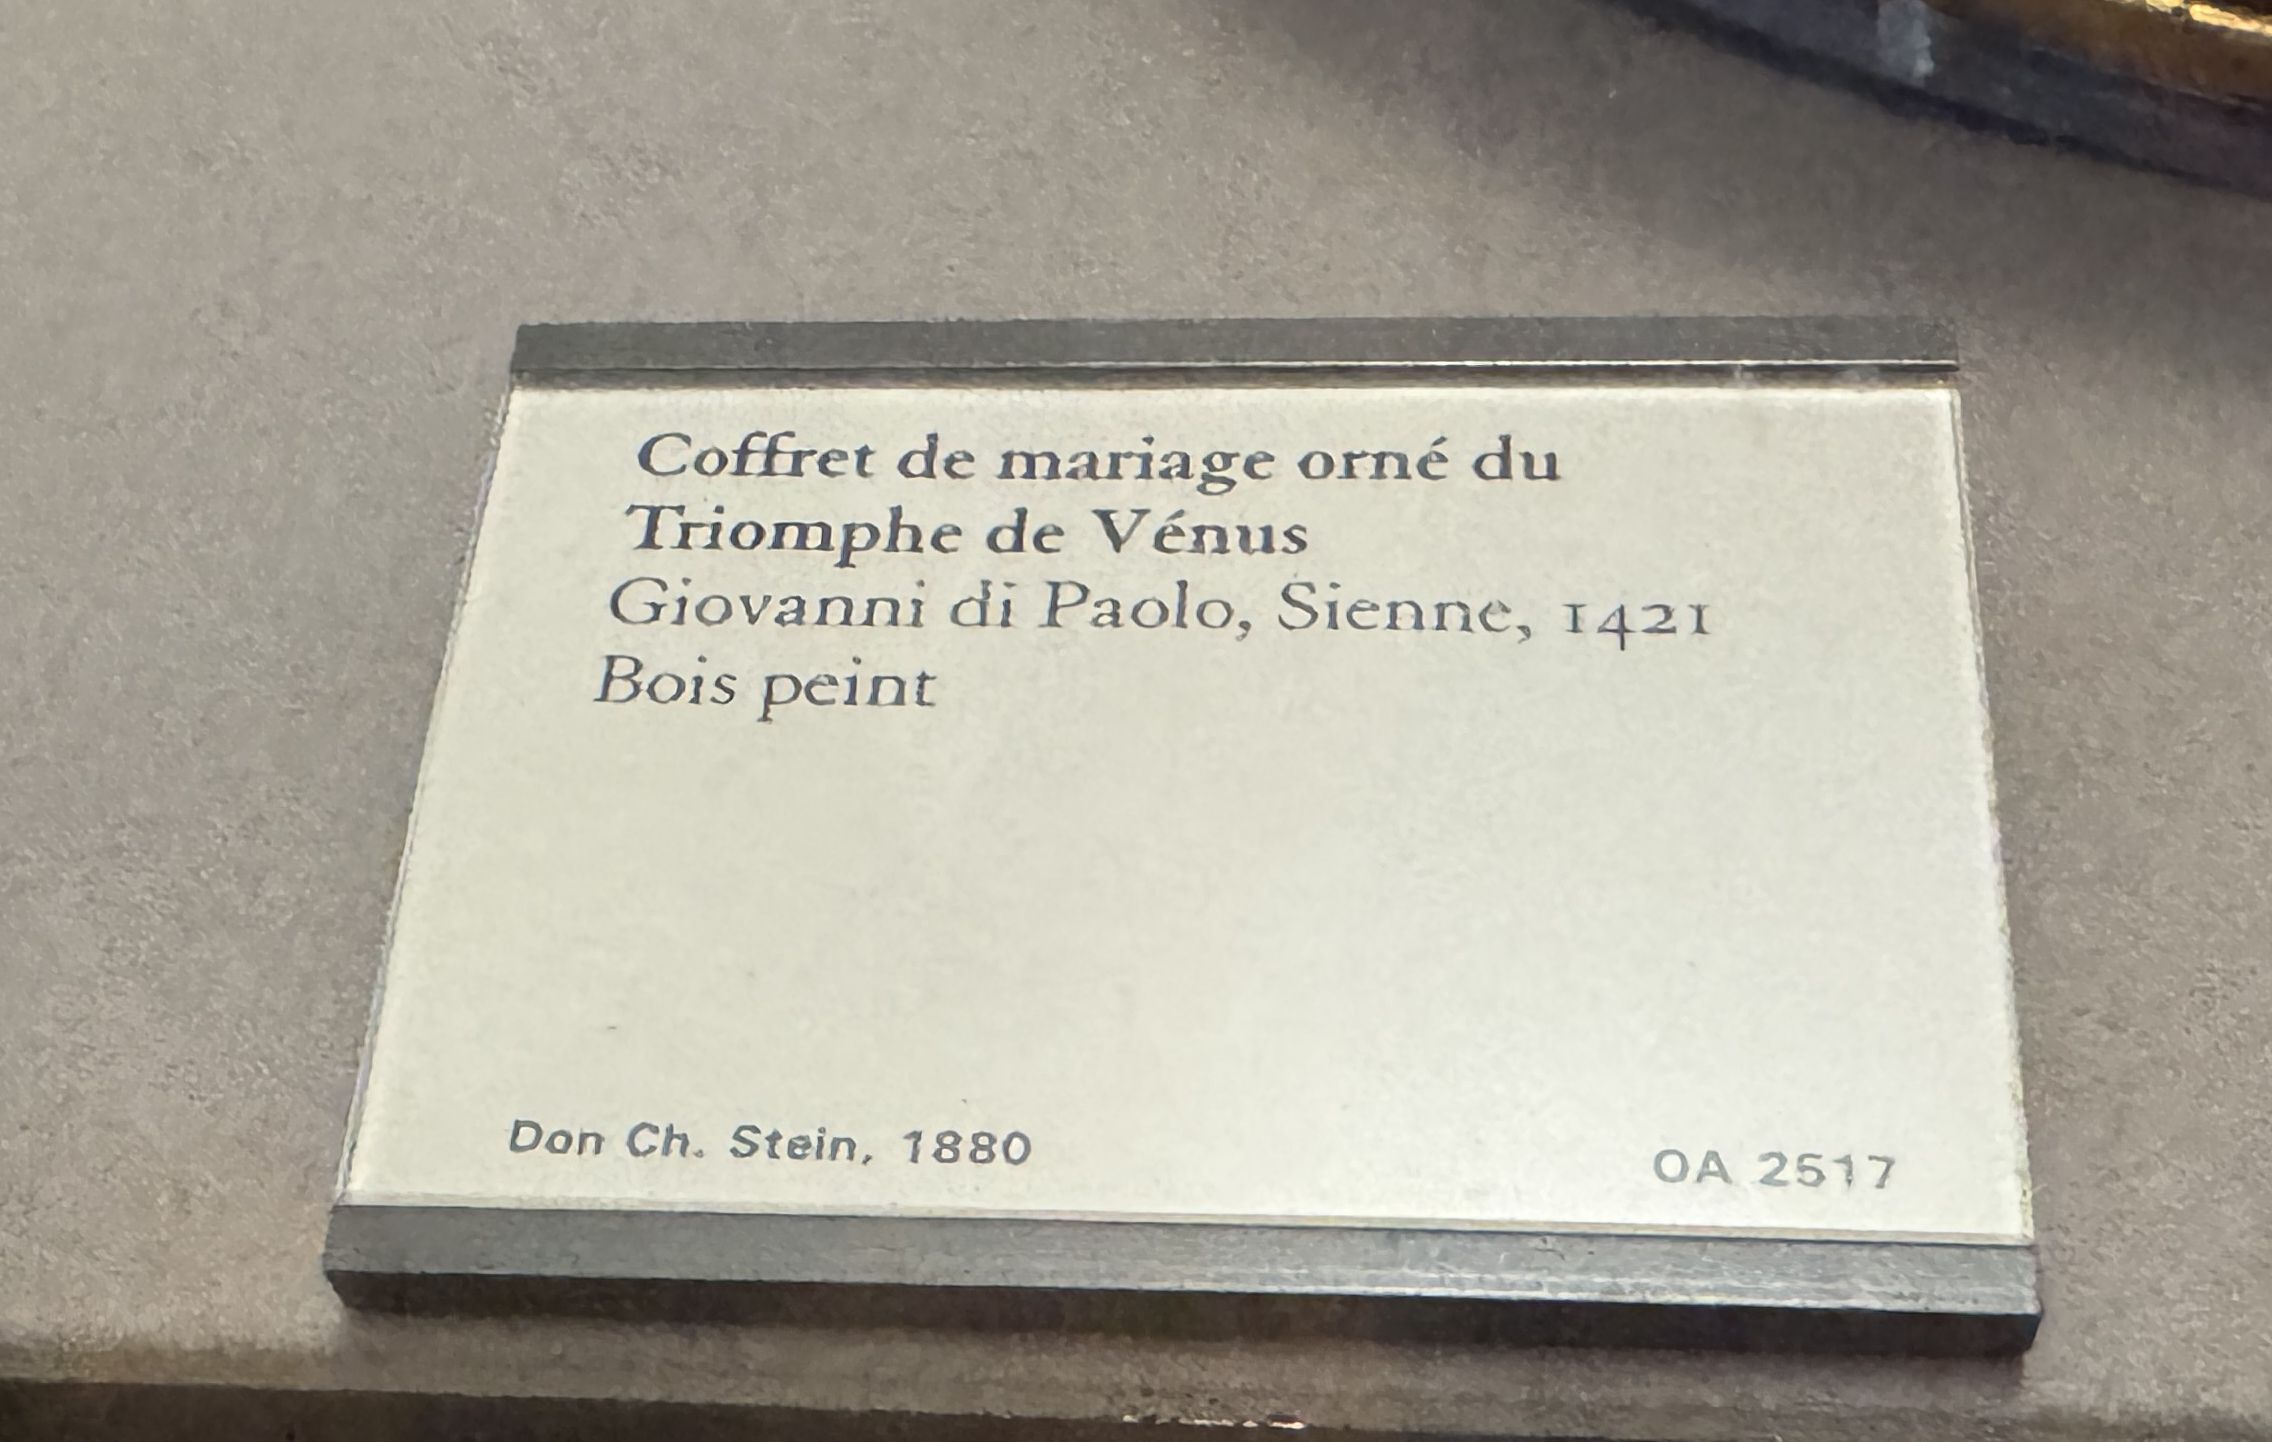 Coffret de mariage orné du
Triomphe de Vénus
Giovanni di Paolo, Sienne, 1421
Bois peint
Don Ch. Stein, 1880
OA 2517